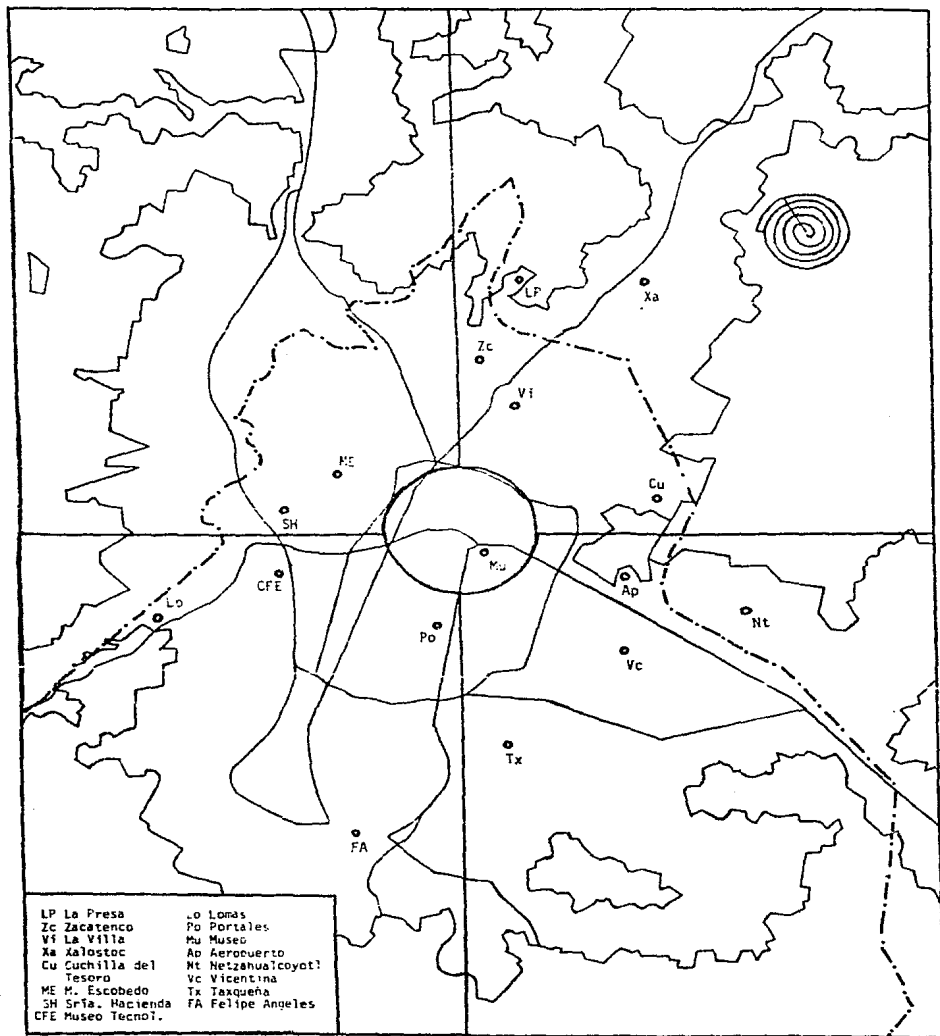 LP
Xa
Zc
Vi
ME
Cu
SH
Mu
CFE
Ap
Lo
Nt
Po
Vc
Tx
FA
LP La Presa
Zc Zacatenco
Vi La Villa
Xa Xalostoc
Cu Cuchilla del
Tesoro
ME M. Escobedo
SH Sria. Hacienda
CFE Museo Tecnol.
Lo Lomas
Po Portales
Mu Museo
Ap Aeropuerto
Nt Netzahualcoyotl
Vc Vicentina
Tx Taxqueña
FA Felipe Angeles